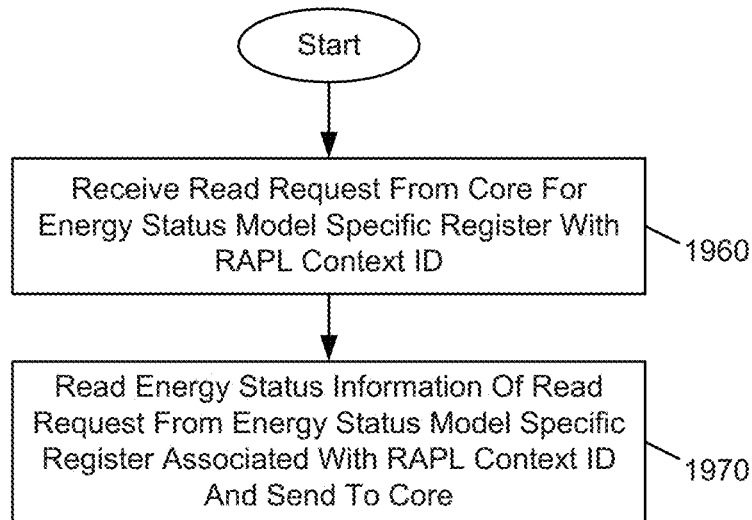 Start
Receive Read Request From Core For
Energy Status Model Specific Register With
RAPL Context ID
1960
Read Energy Status Information Of Read
Request From Energy Status Model Specific
Register Associated With RAPL Context ID
And Send To Core
1970